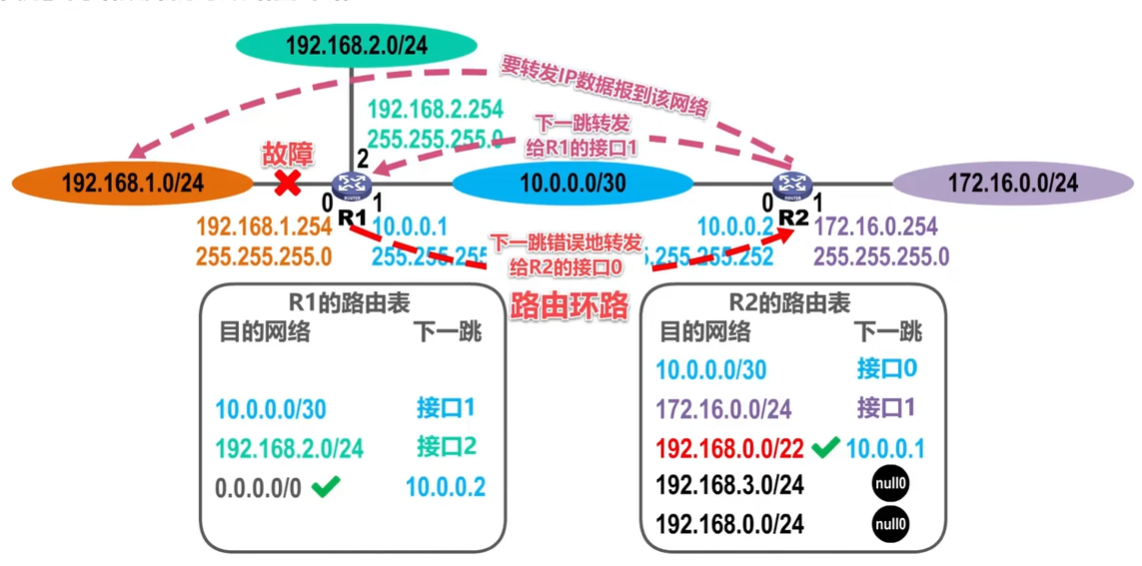 192.168.2.0/24
要转发IP数据报到该网络
192.168.2.254
255.255.255.0
下一跳转发
给R1的接口1
故障
2
192.168.1.0/24
10.0.0.0/30
172.16.0.0/24
0
R1
1
0
R2
1
192.168.1.254
255.255.255.0
10.0.0.1
255.255.255
10.0.0.2
.255.255.252
172.16.0.254
255.255.255.0
下一跳错误地转发
给R2的接口0
路由环路
R1的路由表
目的网络 下一跳
10.0.0.0/30 接口1
192.168.2.0/24 接口2
0.0.0.0/0 10.0.0.2
R2的路由表
目的网络 下一跳
10.0.0.0/30 接口0
172.16.0.0/24 接口1
192.168.0.0/22 10.0.0.1
192.168.3.0/24 null0
192.168.0.0/24 null0